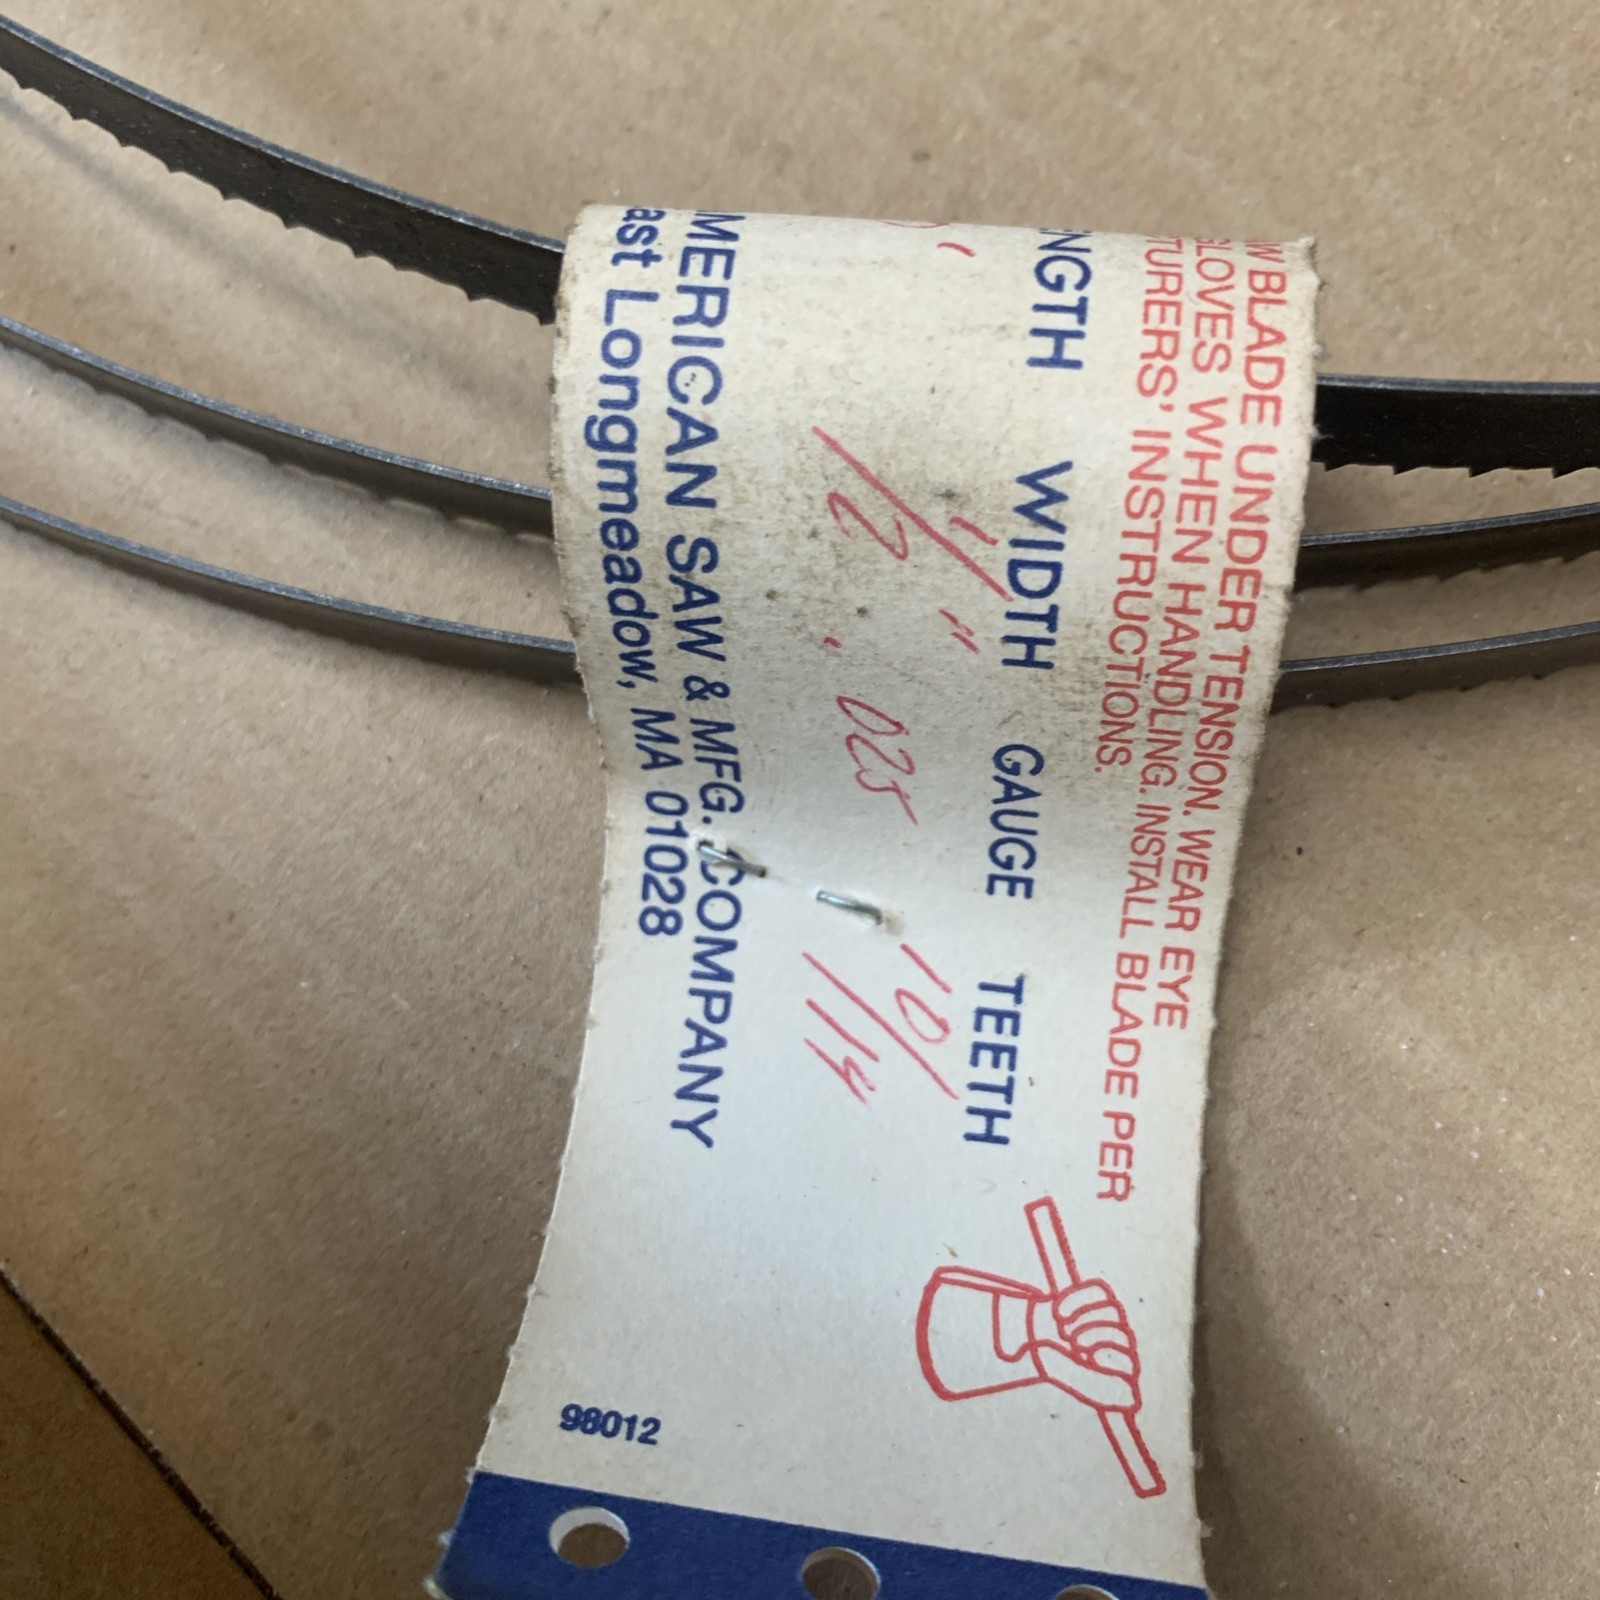 W BLADE UNDER TENSION. WEAR EYE
GLOVES WHEN HANDLING. INSTALL BLADE PER
TURERS' INSTRUCTIONS.
NGTH WIDTH GAUGE TEETH
1/2" .025 10/14
MERICAN SAW & MFG. COMPANY
ast Longmeadow, MA 01028
98012